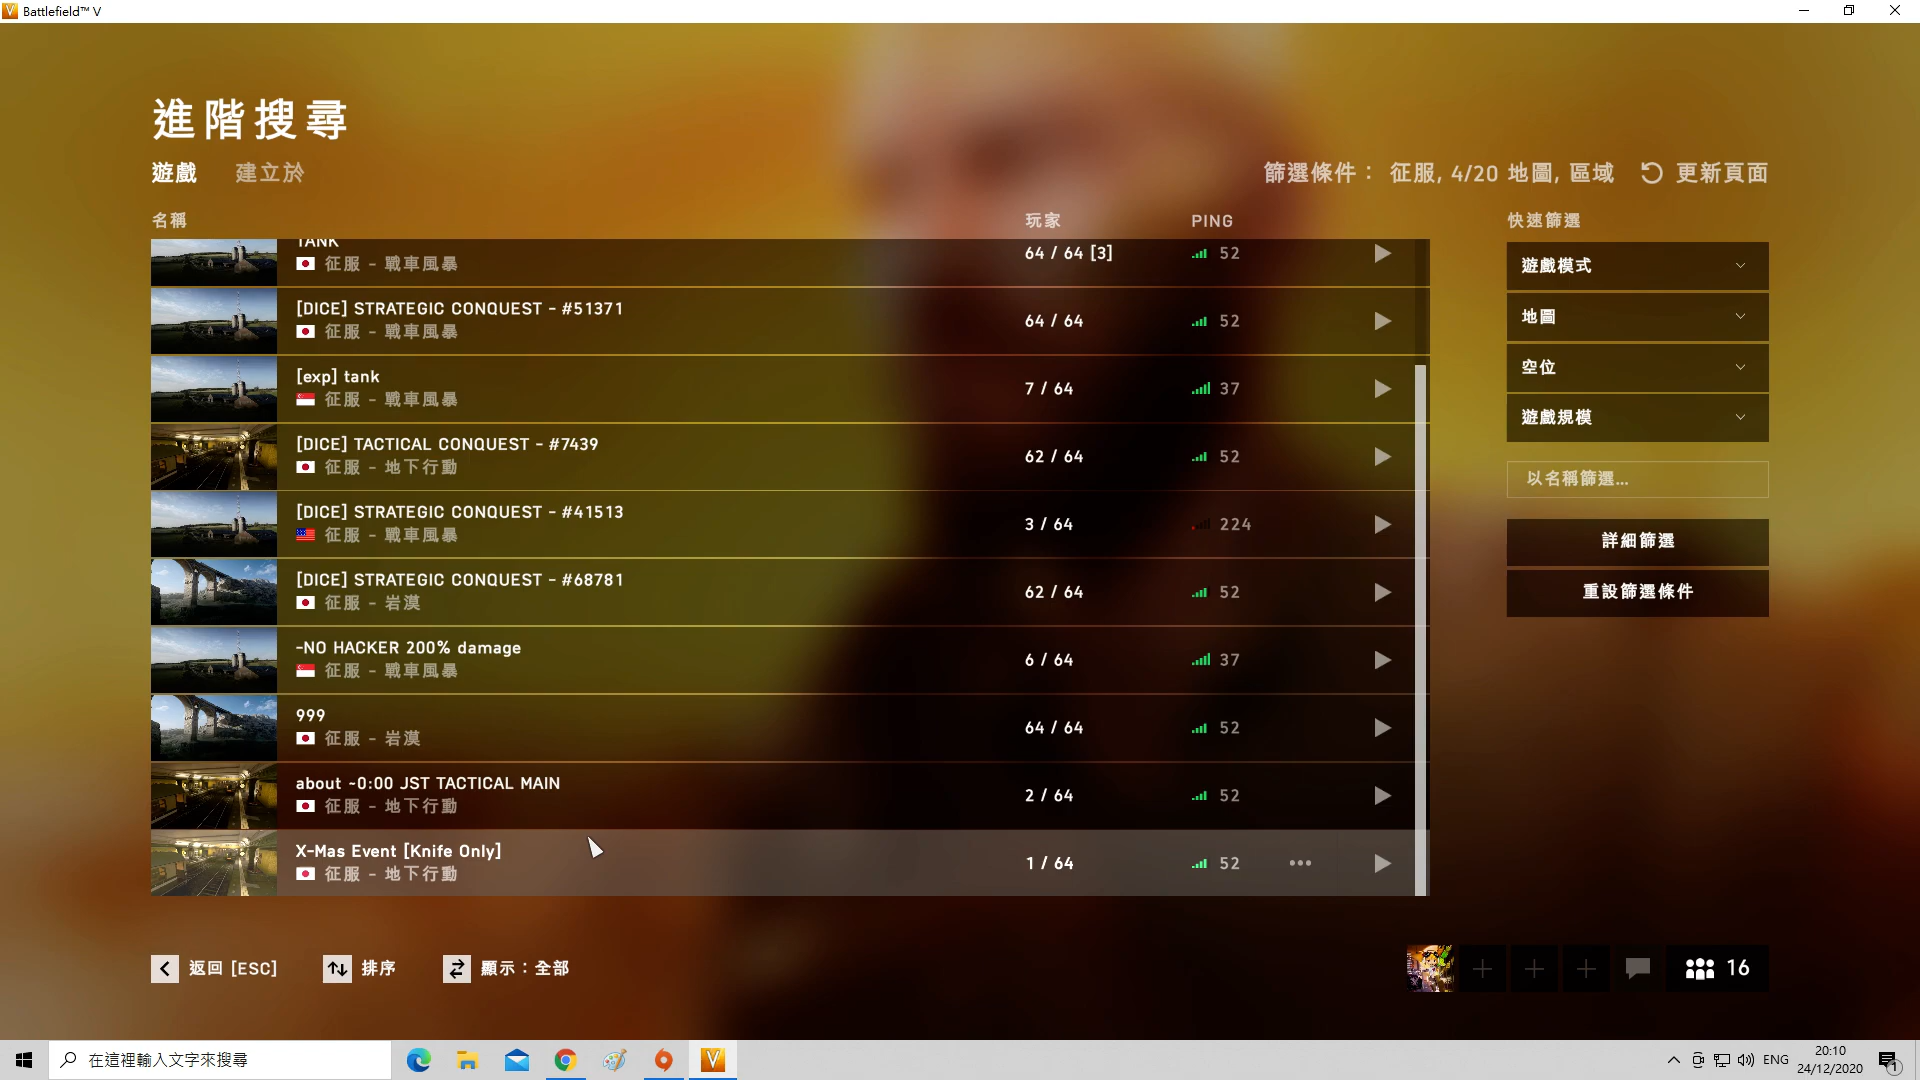 Battlefield™ V
進階搜尋
遊戲 建立於
篩選條件： 征服, 4/20 地圖, 區域 更新頁面
名稱 玩家 PING 快速篩選
TANK
征服 - 戰車風暴
64 / 64 [3] 52
[DICE] STRATEGIC CONQUEST - #51371
征服 - 戰車風暴
64 / 64 52
[exp] tank
征服 - 戰車風暴
7 / 64 37
[DICE] TACTICAL CONQUEST - #7439
征服 - 地下行動
62 / 64 52
[DICE] STRATEGIC CONQUEST - #41513
征服 - 戰車風暴
3 / 64 224
[DICE] STRATEGIC CONQUEST - #68781
征服 - 岩漠
62 / 64 52
-NO HACKER 200% damage
征服 - 戰車風暴
6 / 64 37
999
征服 - 岩漠
64 / 64 52
about ~0:00 JST TACTICAL MAIN
征服 - 地下行動
2 / 64 52
X-Mas Event [Knife Only]
征服 - 地下行動
1 / 64 52
遊戲模式
地圖
空位
遊戲規模
以名稱篩選...
詳細篩選
重設篩選條件
返回 [ESC] 排序 顯示：全部
16
在這裡輸入文字來搜尋
ENG
20:10
24/12/2020
1